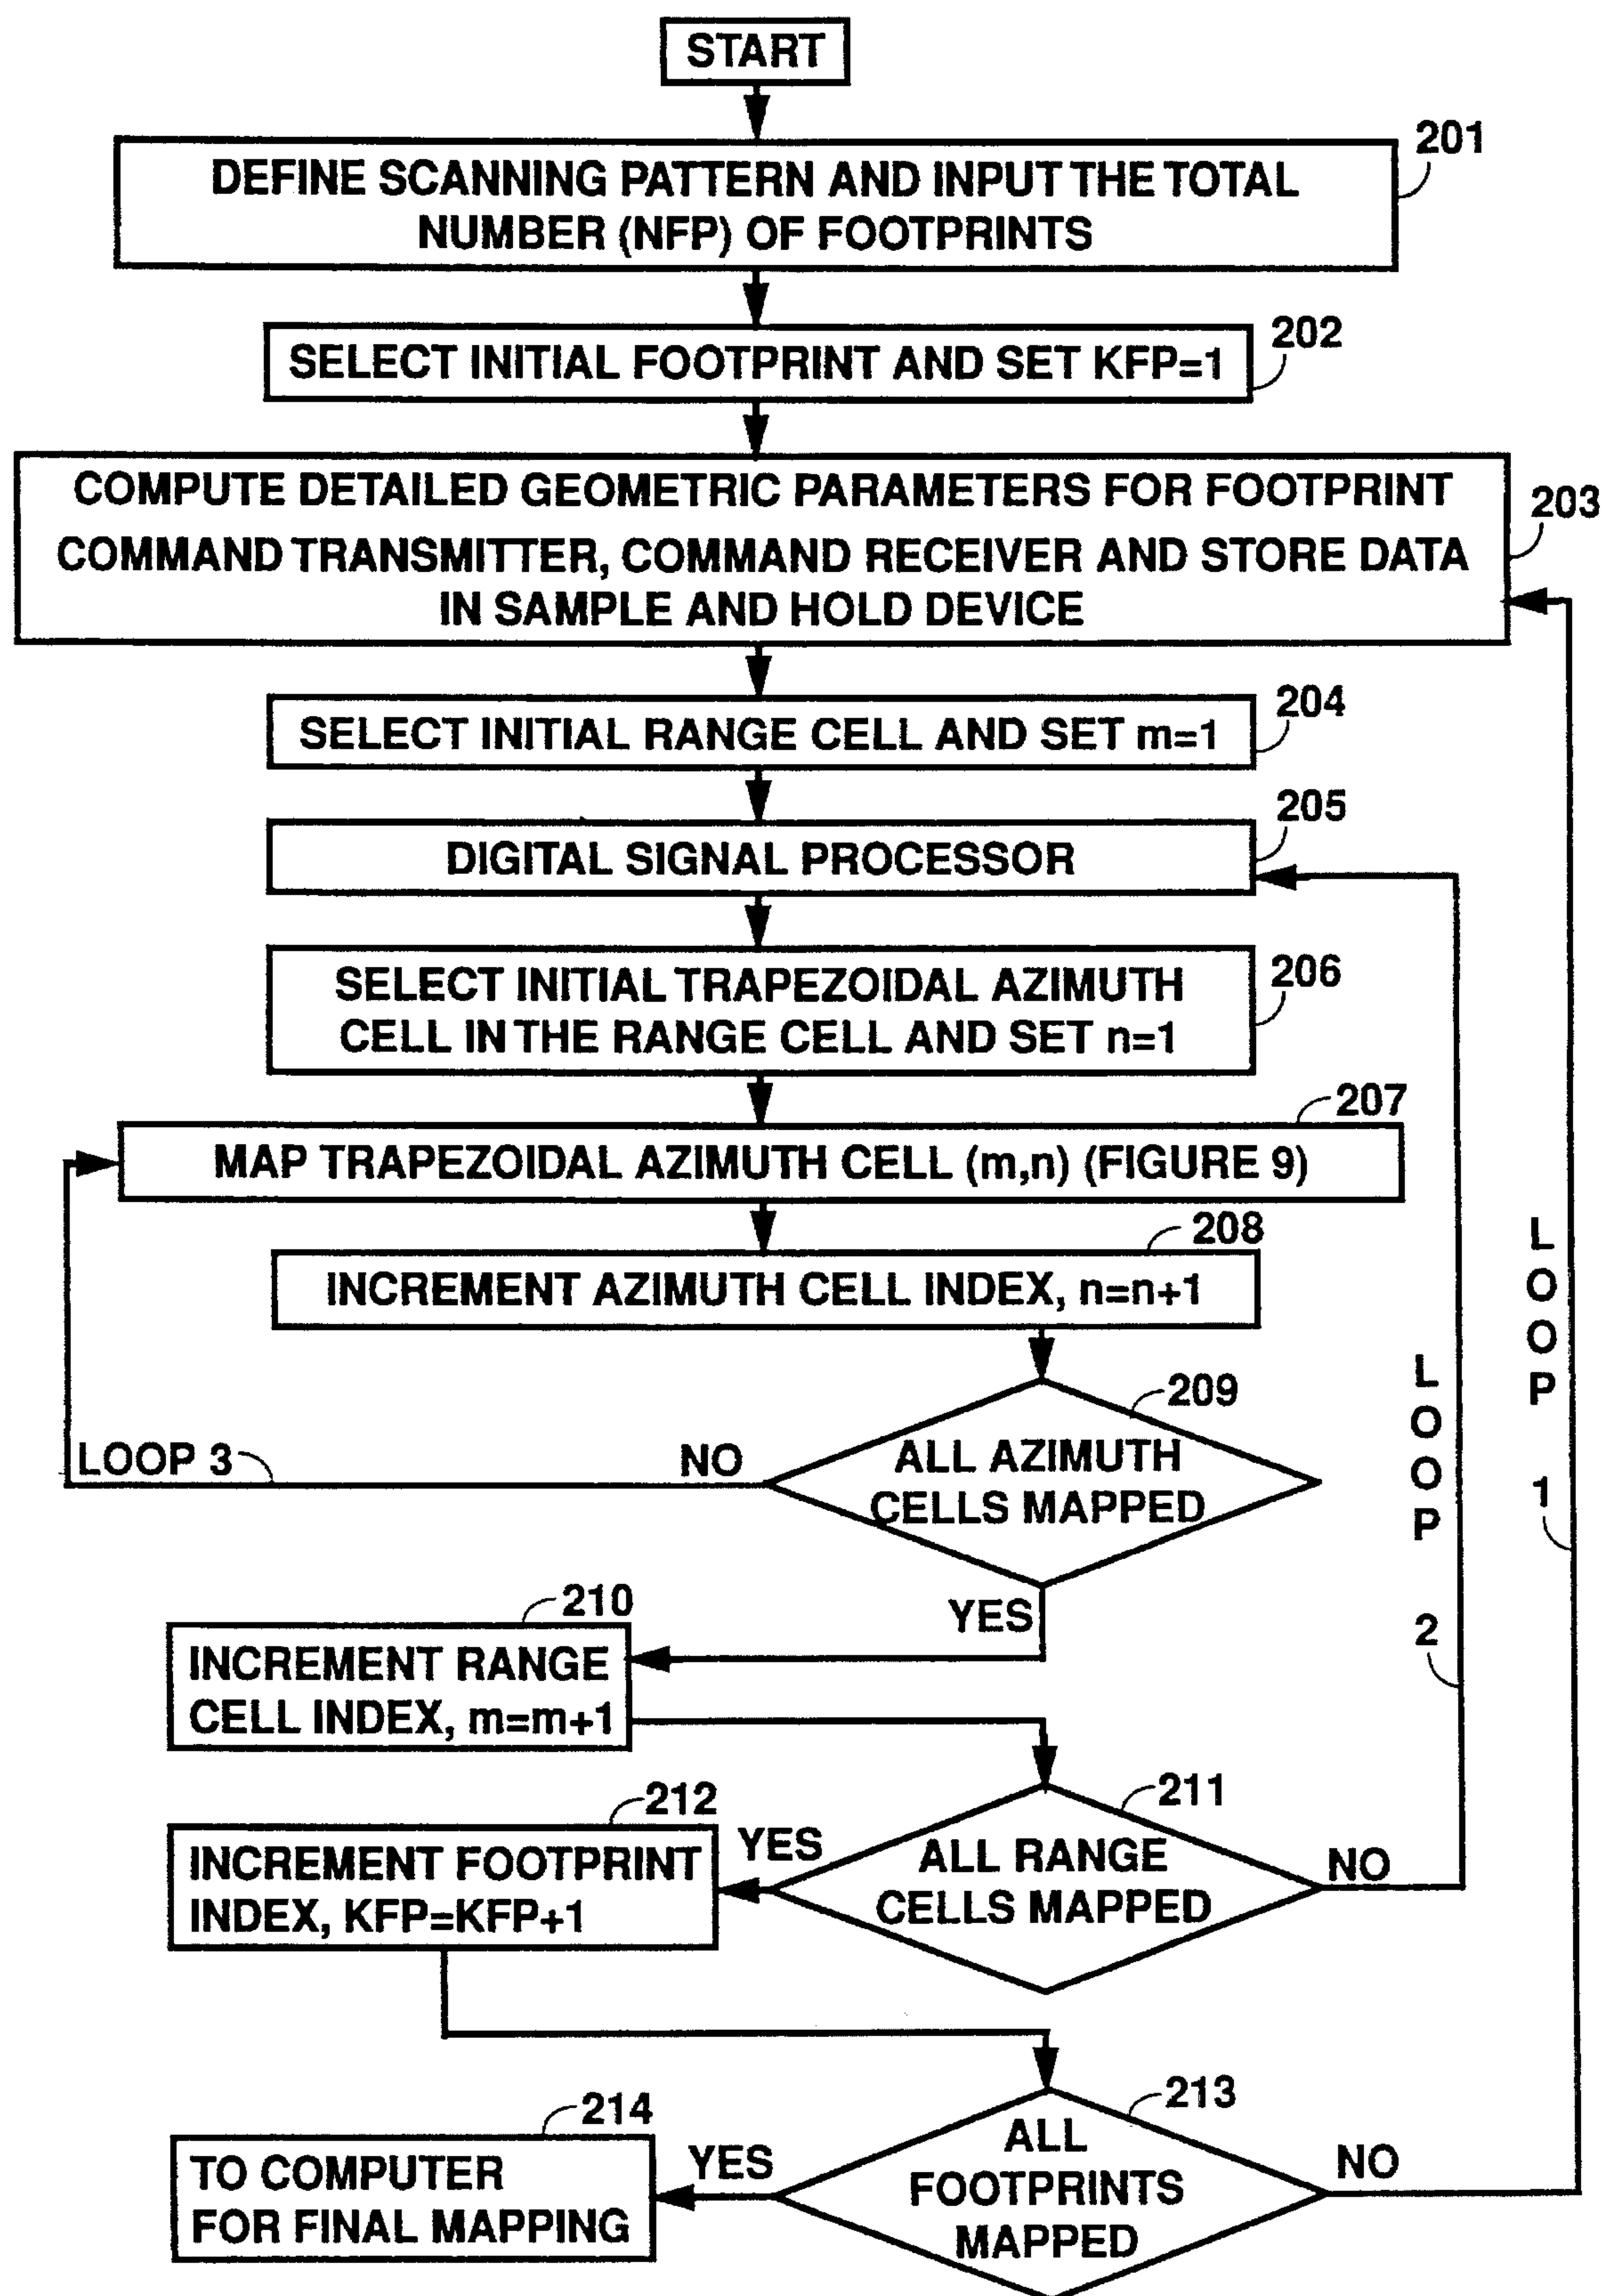 START
201
DEFINE SCANNING PATTERN AND INPUT THE TOTAL
NUMBER (NFP) OF FOOTPRINTS
202
SELECT INITIAL FOOTPRINT AND SET KFP=1
203
COMPUTE DETAILED GEOMETRIC PARAMETERS FOR FOOTPRINT
COMMAND TRANSMITTER, COMMAND RECEIVER AND STORE DATA
IN SAMPLE AND HOLD DEVICE
204
SELECT INITIAL RANGE CELL AND SET m=1
205
DIGITAL SIGNAL PROCESSOR
206
SELECT INITIAL TRAPEZOIDAL AZIMUTH
CELL IN THE RANGE CELL AND SET n=1
207
MAP TRAPEZOIDAL AZIMUTH CELL (m,n) (FIGURE 9)
208
INCREMENT AZIMUTH CELL INDEX, n=n+1
209
ALL AZIMUTH
CELLS MAPPED
NO
LOOP 3
YES
210
INCREMENT RANGE
CELL INDEX, m=m+1
211
ALL RANGE
CELLS MAPPED
NO
LOOP 2
YES
212
INCREMENT FOOTPRINT
INDEX, KFP=KFP+1
213
ALL
FOOTPRINTS
MAPPED
NO
LOOP 1
YES
214
TO COMPUTER
FOR FINAL MAPPING